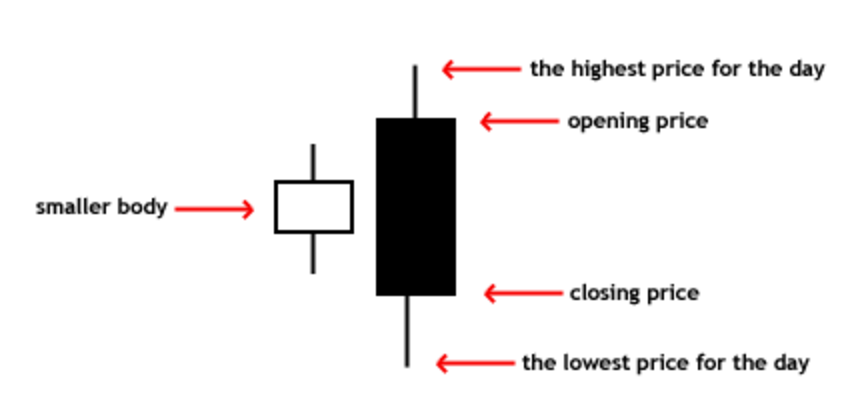 the highest price for the day
opening price
smaller body
closing price
the lowest price for the day